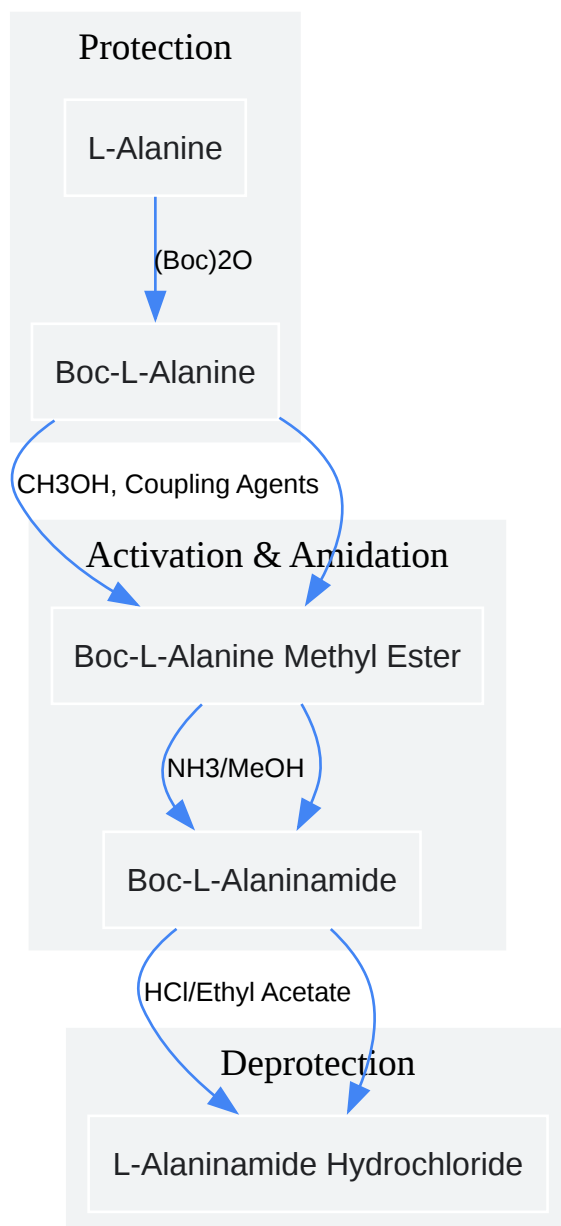 Protection
L-Alanine
(Boc)2O
Boc-L-Alanine
CH3OH, Coupling Agents
Activation & Amidation
Boc-L-Alanine Methyl Ester
NH3/MeOH
Boc-L-Alaninamide
HCl/Ethyl Acetate
Deprotection
L-Alaninamide Hydrochloride